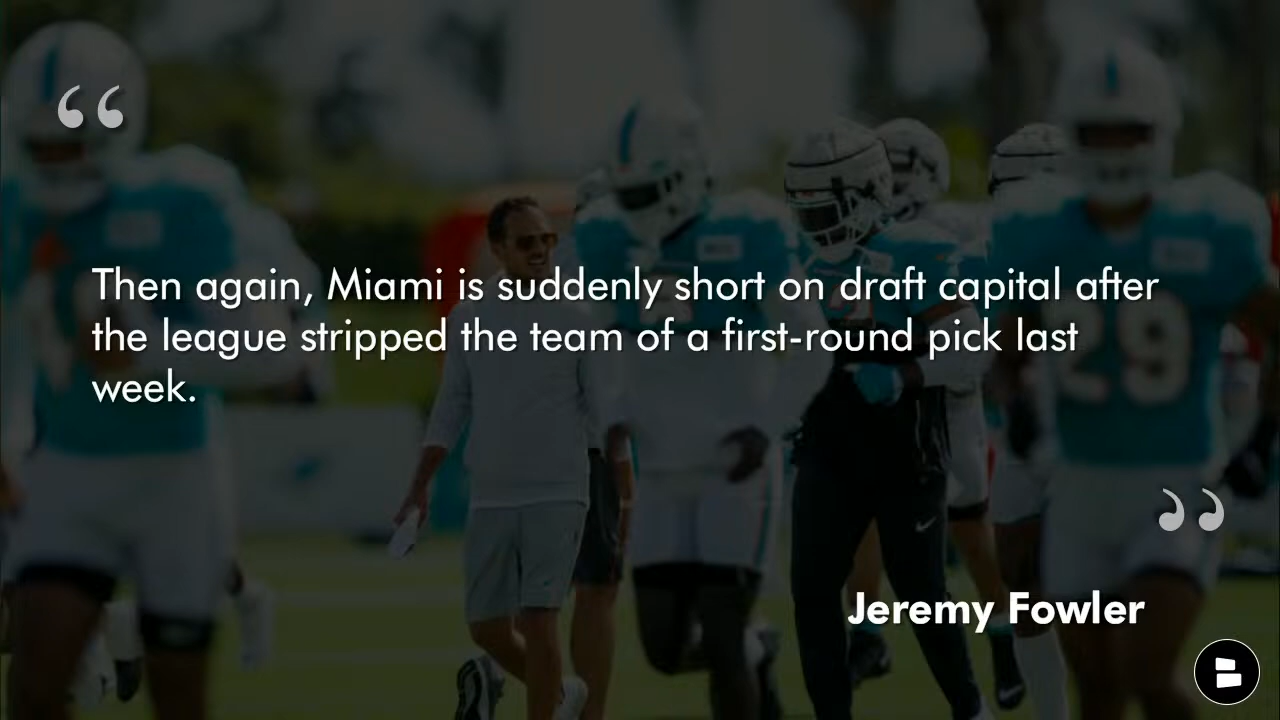 “
Then again, Miami is suddenly short on draft capital after
the league stripped the team of a first-round pick last
week.
”
Jeremy Fowler
29